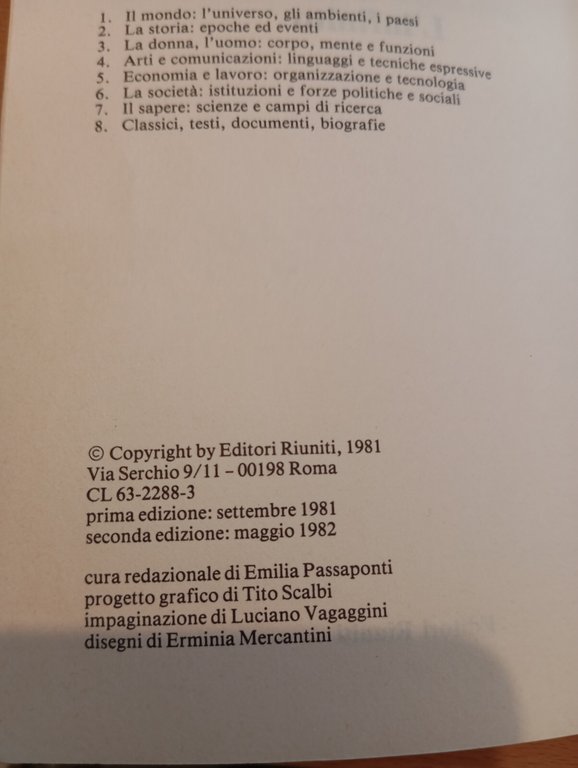 1. Il mondo: l'universo, gli ambienti, i paesi
2. La storia: epoche ed eventi
3. La donna, l'uomo: corpo, mente e funzioni
4. Arti e comunicazioni: linguaggi e tecniche espressive
5. Economia e lavoro: organizzazione e tecnologia
6. La società: istituzioni e forze politiche e sociali
7. Il sapere: scienze e campi di ricerca
8. Classici, testi, documenti, biografie
© Copyright by Editori Riuniti, 1981
Via Serchio 9/11 – 00198 Roma
CL 63-2288-3
prima edizione: settembre 1981
seconda edizione: maggio 1982
cura redazionale di Emilia Passaponti
progetto grafico di Tito Scalbi
impaginazione di Luciano Vagaggini
disegni di Erminia Mercantini